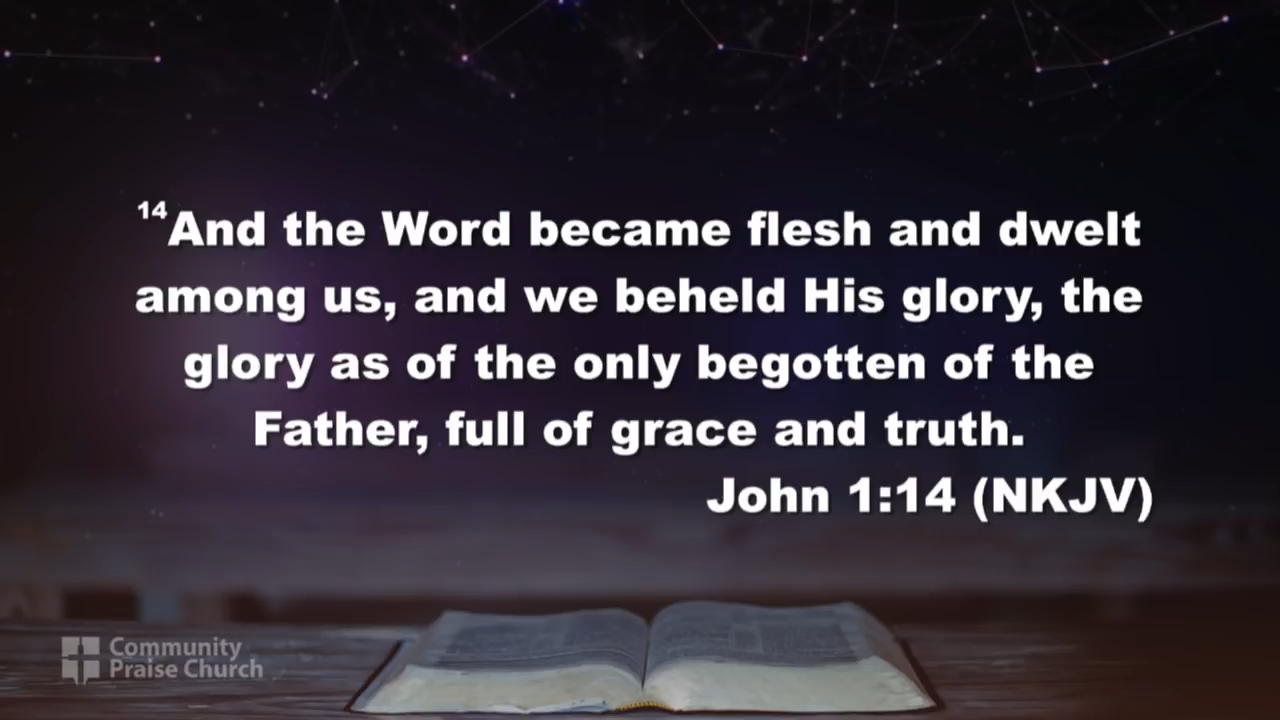 14And the Word became flesh and dwelt
among us, and we beheld His glory, the
glory as of the only begotten of the
Father, full of grace and truth.
John 1:14 (NKJV)
Community
Praise Church